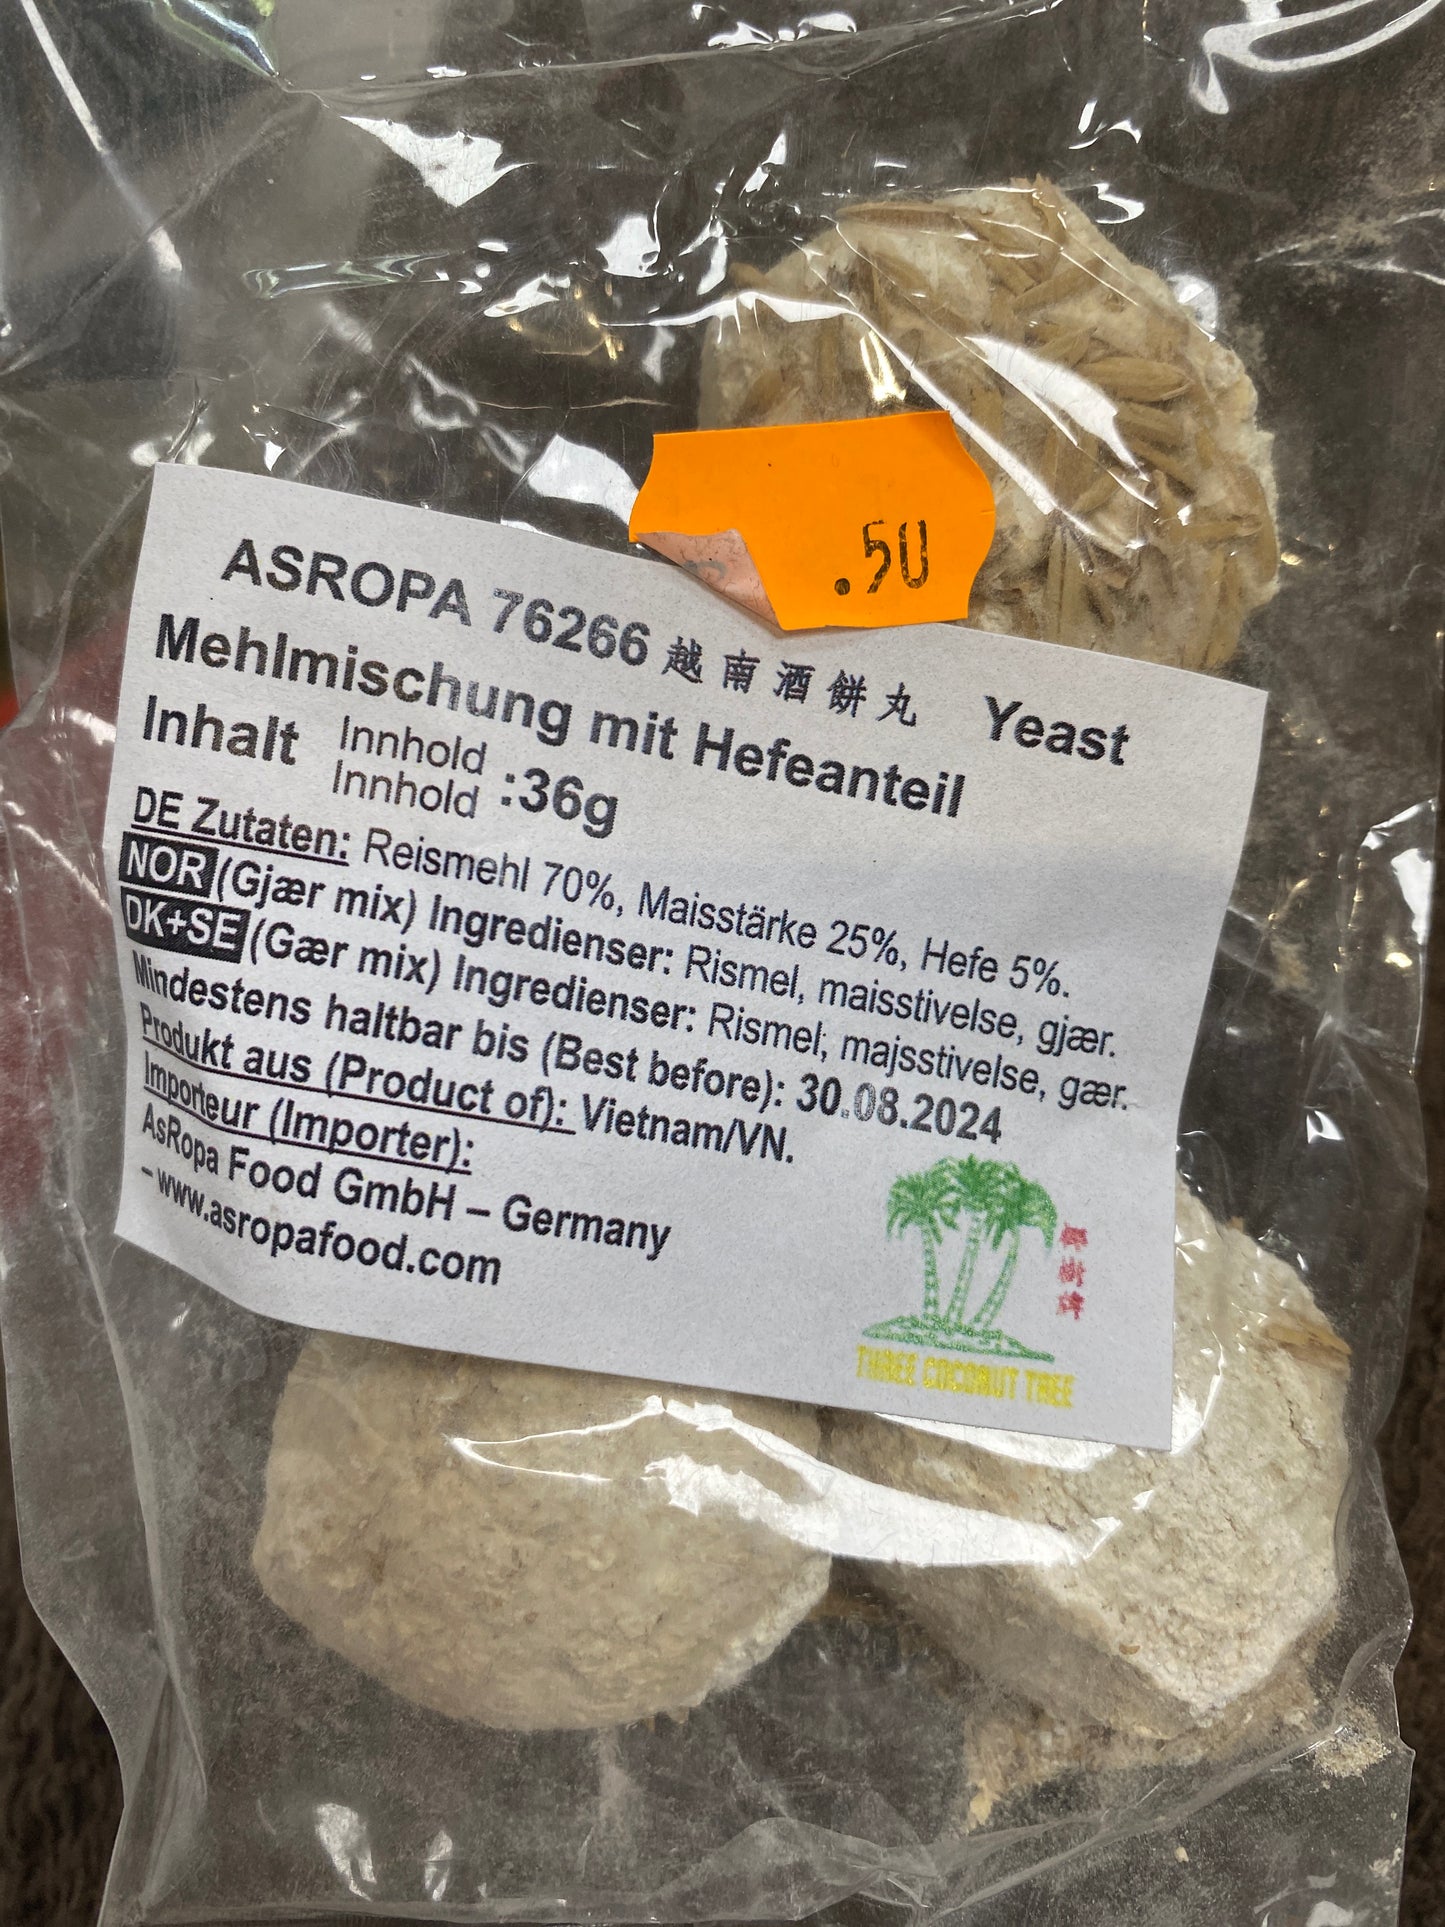 .50
ASROPA 76266 越南酒餅丸 Yeast
Mehlmischung mit Hefeanteil
Inhalt Innhold
Innhold :36g
DE Zutaten: Reismehl 70%, Maisstärke 25%, Hefe 5%.
NOR (Gjær mix) Ingredienser: Rismel, maisstivelse, gjær.
DK+SE (Gær mix) Ingredienser: Rismel; majsstivelse, gær.
Mindestens haltbar bis (Best before): 30.08.2024
Produkt aus (Product of): Vietnam/VN.
Importeur (Importer):
AsRopa Food GmbH – Germany
– www.asropafood.com
椰樹牌
THREE COCONUT TREE